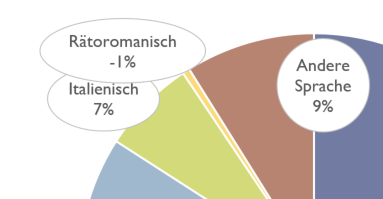 Rätoromanisch
-1%
Italienisch
7%
Andere
Sprache
9%